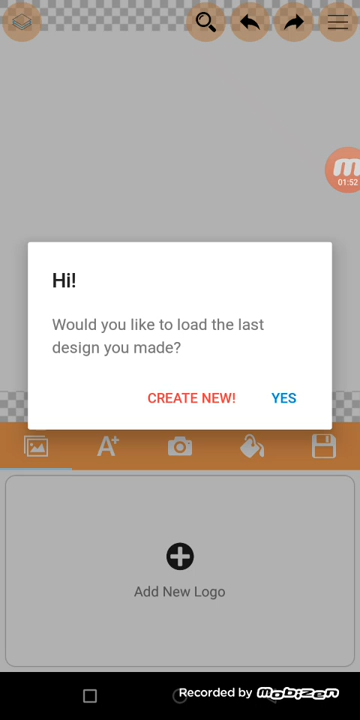 01:52
Hi!
Would you like to load the last
design you made?
CREATE NEW! YES
A+
Add New Logo
Recorded by mobizen